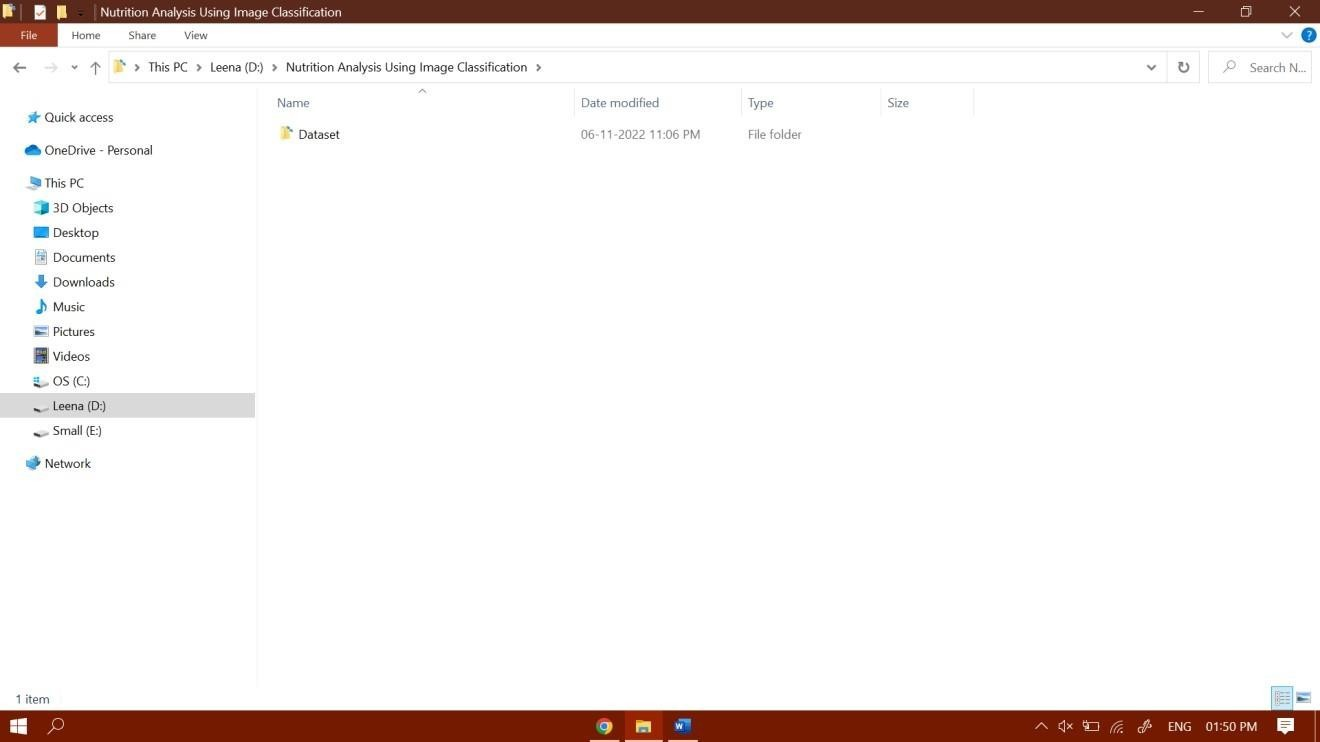 Nutrition Analysis Using Image Classification
File Home Share View
This PC Leena (D:) Nutrition Analysis Using Image Classification
Search N...
Name Date modified Type Size
Dataset 06-11-2022 11:06 PM File folder
Quick access
OneDrive - Personal
This PC
3D Objects
Desktop
Documents
Downloads
Music
Pictures
Videos
OS (C:)
Leena (D:)
Small (E:)
Network
1 item
ENG 01:50 PM